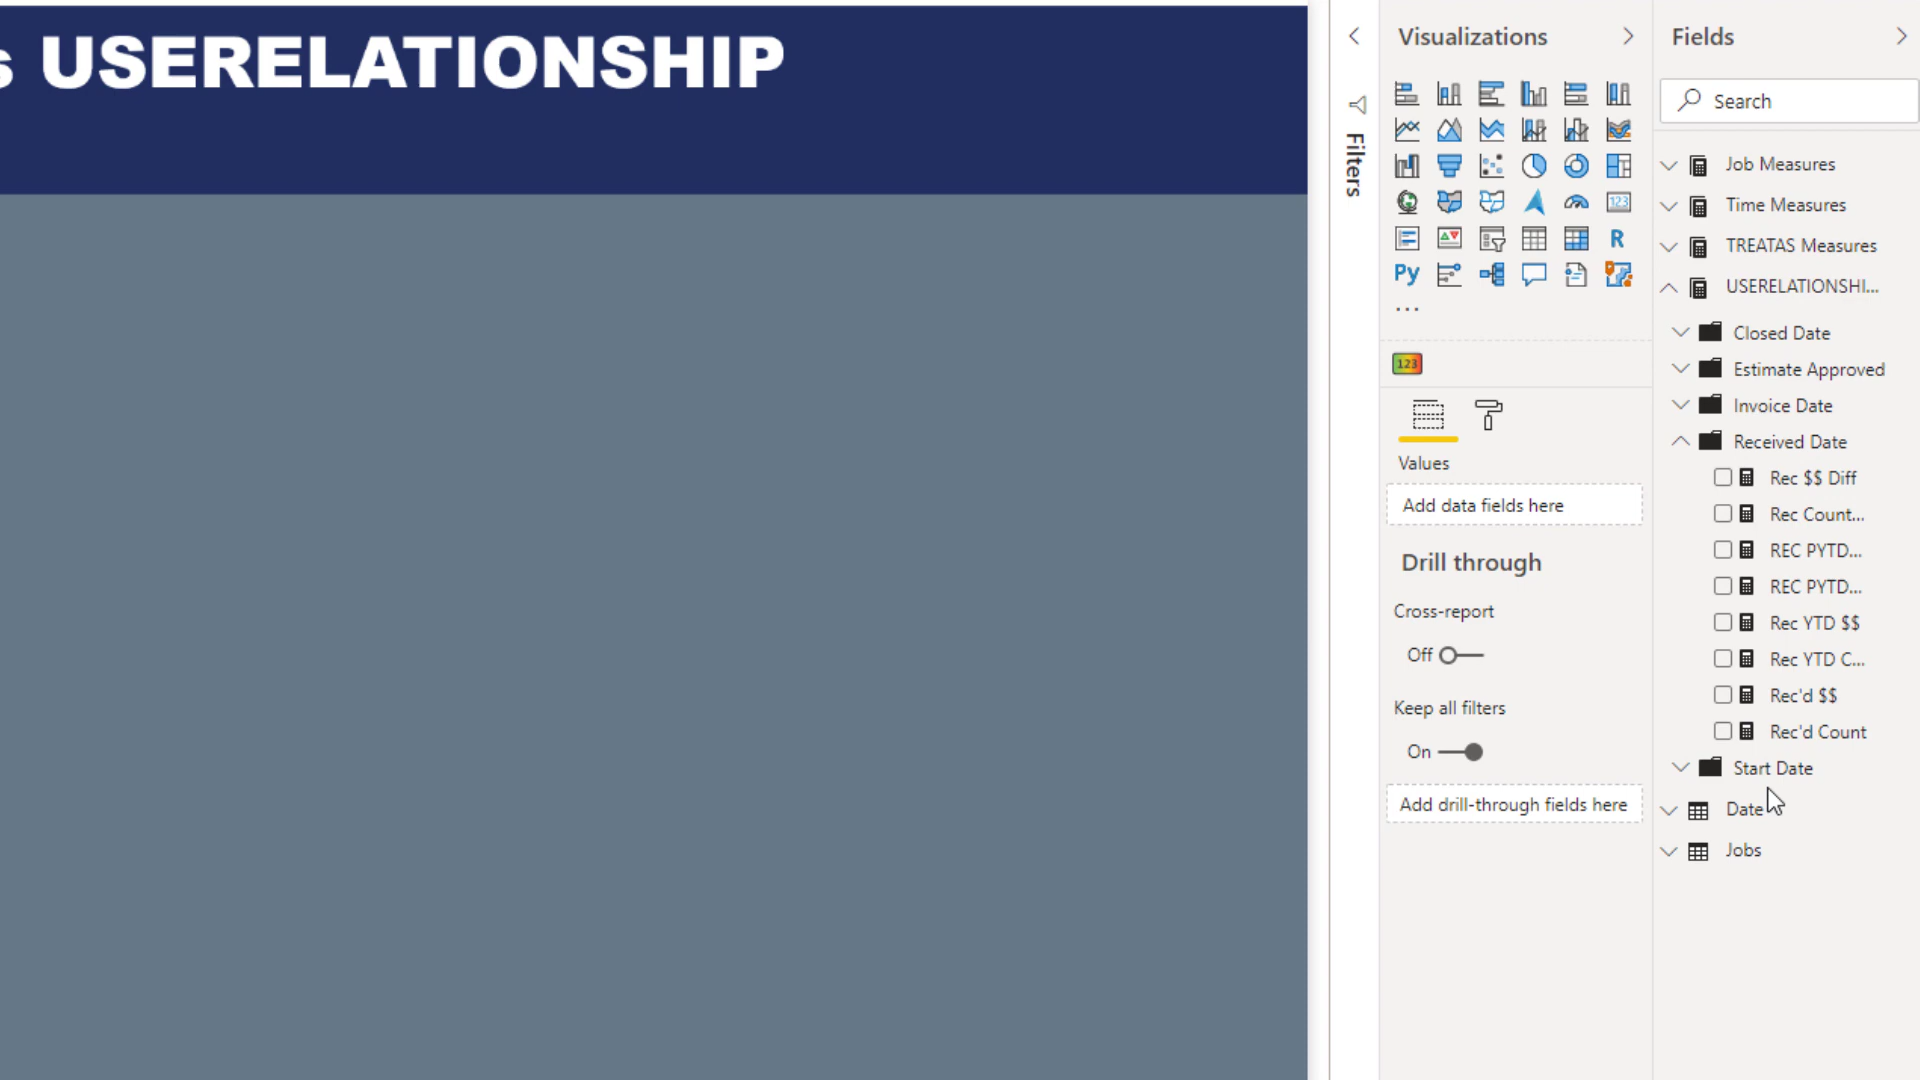 s USERELATIONSHIP
Filters
Visualizations
123
R
Py
...
123
Values
Add data fields here
Drill through
Cross-report
Off
Keep all filters
On
Add drill-through fields here
Fields
Search
Job Measures
Time Measures
TREATAS Measures
USERELATIONSHI...
Closed Date
Estimate Approved
Invoice Date
Received Date
Rec $$ Diff
Rec Count...
REC PYTD...
REC PYTD...
Rec YTD $$
Rec YTD C...
Rec'd $$
Rec'd Count
Start Date
Date
Jobs